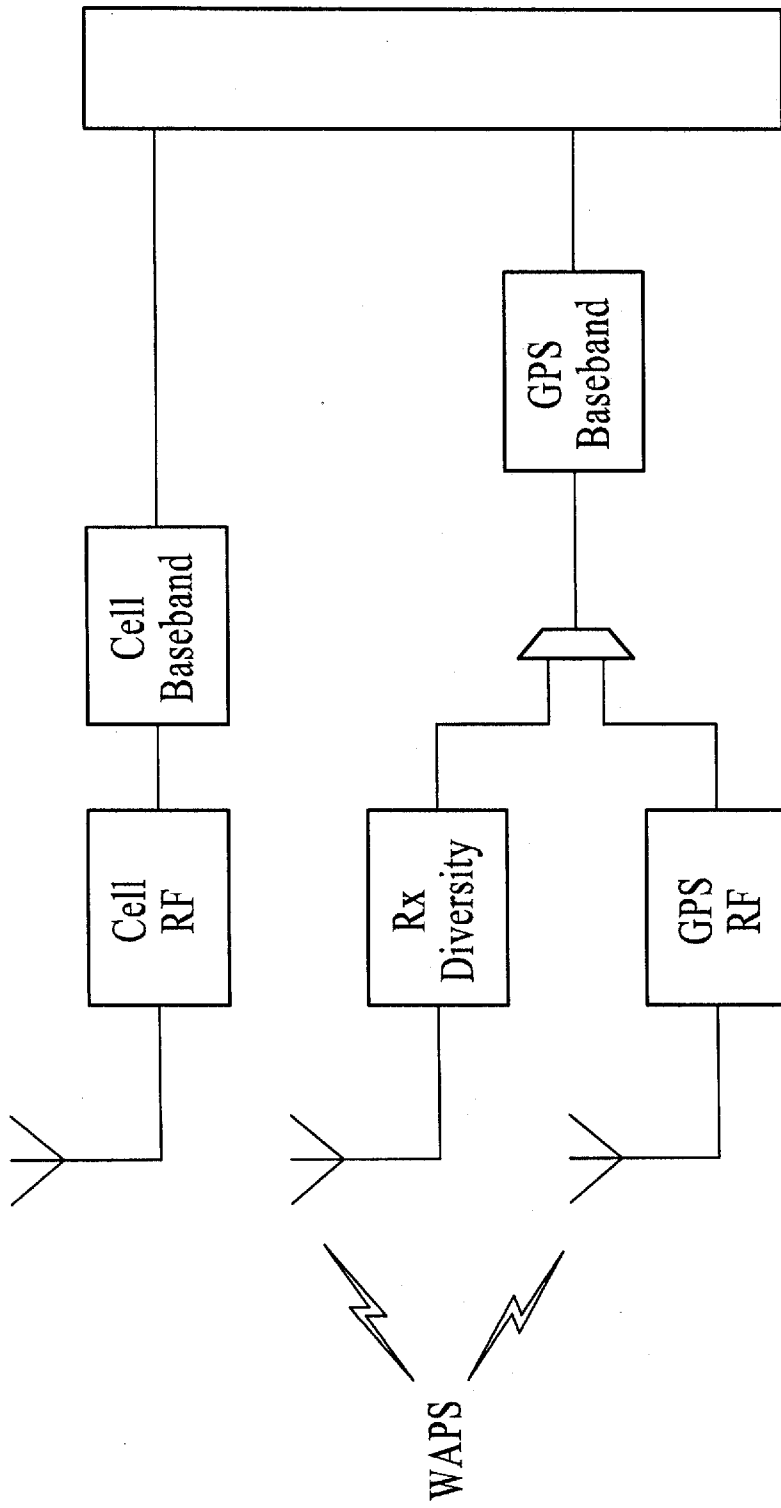 Cell
RF
Cell
Baseband
WAPS
Rx
Diversity
GPS
RF
GPS
Baseband